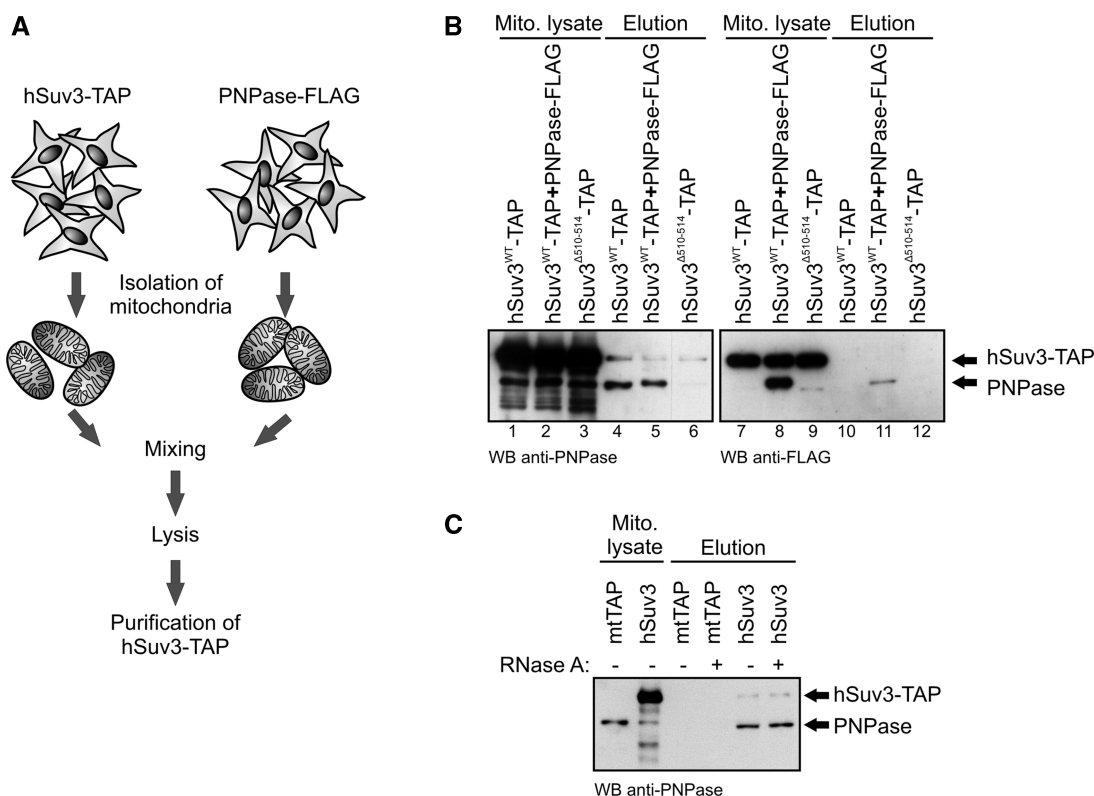 A
hSuv3-TAP
PNPase-FLAG
Isolation of
mitochondria
Mixing
Lysis
Purification of
hSuv3-TAP
B
Mito. lysate Elution Mito. lysate Elution
hSuv3WT-TAP
hSuv3WT-TAP+PNPase-FLAG
hSuv3Δ510-514-TAP
hSuv3WT-TAP
hSuv3WT-TAP+PNPase-FLAG
hSuv3Δ510-514-TAP
hSuv3WT-TAP
hSuv3WT-TAP+PNPase-FLAG
hSuv3Δ510-514-TAP
hSuv3WT-TAP
hSuv3WT-TAP+PNPase-FLAG
hSuv3Δ510-514-TAP
hSuv3-TAP
PNPase
1 2 3 4 5 6 7 8 9 10 11 12
WB anti-PNPase WB anti-FLAG
C
Mito.
lysate Elution
mtTAP
hSuv3
mtTAP
mtTAP
hSuv3
hSuv3
RNase A: - - - + - +
hSuv3-TAP
PNPase
WB anti-PNPase